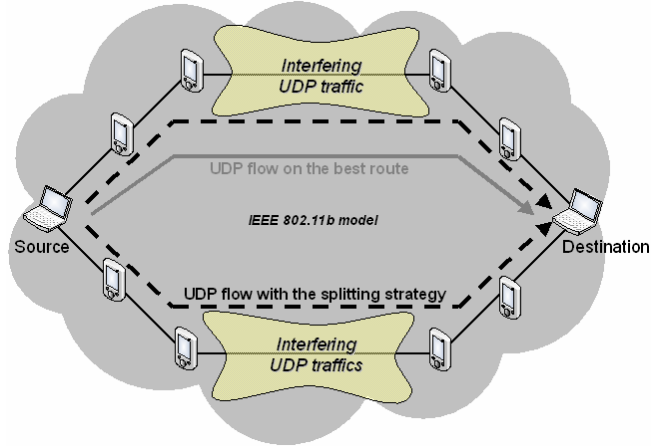 Interfering
UDP traffic
UDP flow on the best route
IEEE 802.11b model
Source
Destination
UDP flow with the splitting strategy
Interfering
UDP traffics